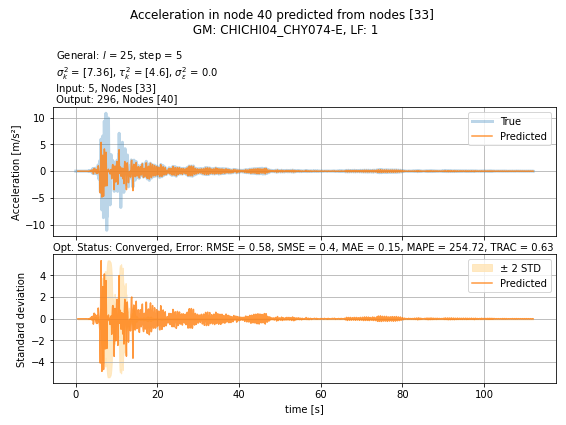 Acceleration in node 40 predicted from nodes [33]
GM: CHICHI04_CHY074-E, LF: 1
General: l = 25, step = 5
σ²ₖ = [7.36], τ²ₖ = [4.6], σ²ε = 0.0
Input: 5, Nodes [33]
Output: 296, Nodes [40]
10
5
0
−5
−10
Acceleration [m/s²]
True
Predicted
Opt. Status: Converged, Error: RMSE = 0.58, SMSE = 0.4, MAE = 0.15, MAPE = 254.72, TRAC = 0.63
4
2
0
−2
−4
Standard deviation
± 2 STD
Predicted
0 20 40 60 80 100
time [s]